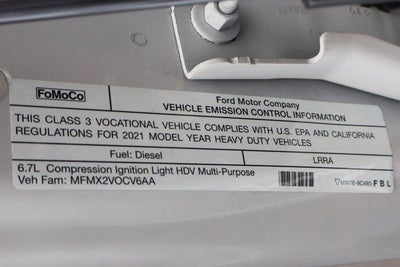 FoMoCo
Ford Motor Company
VEHICLE EMISSION CONTROL INFORMATION
THIS CLASS 3 VOCATIONAL VEHICLE COMPLIES WITH U.S. EPA AND CALIFORNIA
REGULATIONS FOR 2021 MODEL YEAR HEAVY DUTY VEHICLES
Fuel: Diesel
LRRA
6.7L Compression Ignition Light HDV Multi-Purpose
Veh Fam: MFMX2VOCV6AA
FBL